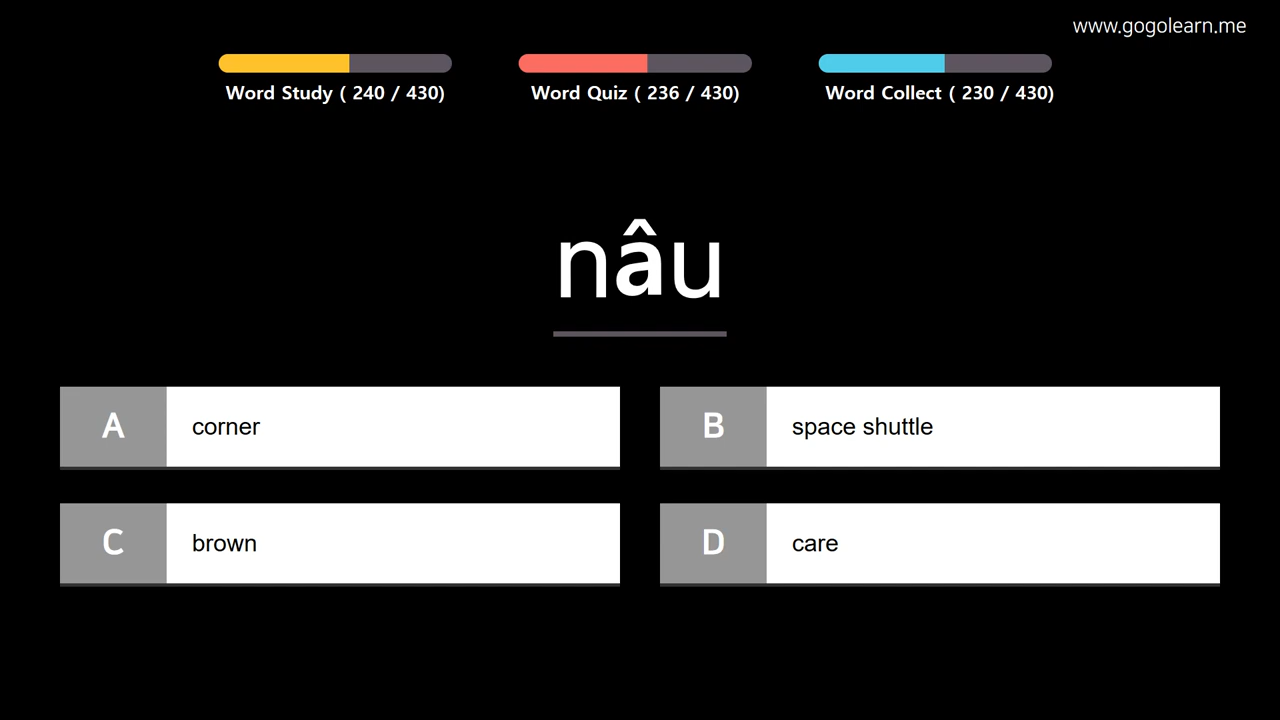 www.gogolearn.me
Word Study ( 240 / 430)
Word Quiz ( 236 / 430)
Word Collect ( 230 / 430)
nâu
A corner
B space shuttle
C brown
D care